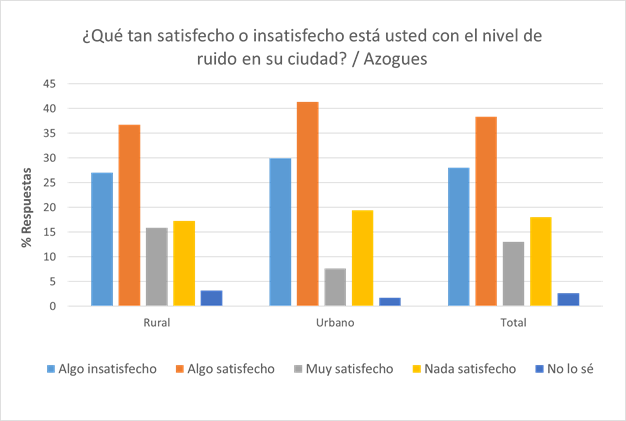 ¿Qué tan satisfecho o insatisfecho está usted con el nivel de
ruido en su ciudad? / Azogues
45
40
35
30
25
20
15
10
5
0
% Respuestas
Rural Urbano Total
Algo insatisfecho Algo satisfecho Muy satisfecho Nada satisfecho No lo sé